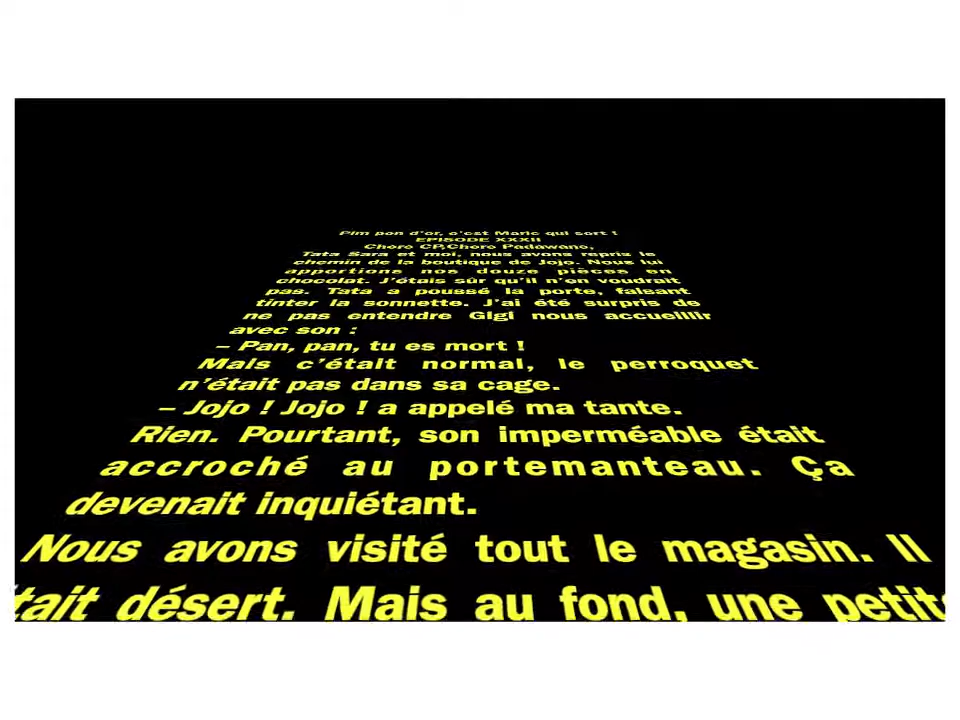 Pim pon d'or, c'est Marie qui sort !
EPISODE XXXII
Chers CP,Chers Padawans,
Tata Sara et moi, nous avons repris le
chemin de la boutique de Jojo. Nous lui
apportions nos douze pièces en
chocolat. J'étais sûr qu'il n'en voudrait
pas. Tata a poussé la porte, faisant
tinter la sonnette. J'ai été surpris de
ne pas entendre Gigi nous accueillir
avec son :
– Pan, pan, tu es mort !
Mais c'était normal, le perroquet
n'était pas dans sa cage.
– Jojo ! Jojo ! a appelé ma tante.
Rien. Pourtant, son imperméable était
accroché au portemanteau. Ça
devenait inquiétant.
Nous avons visité tout le magasin. Il
tait désert. Mais au fond, une petite